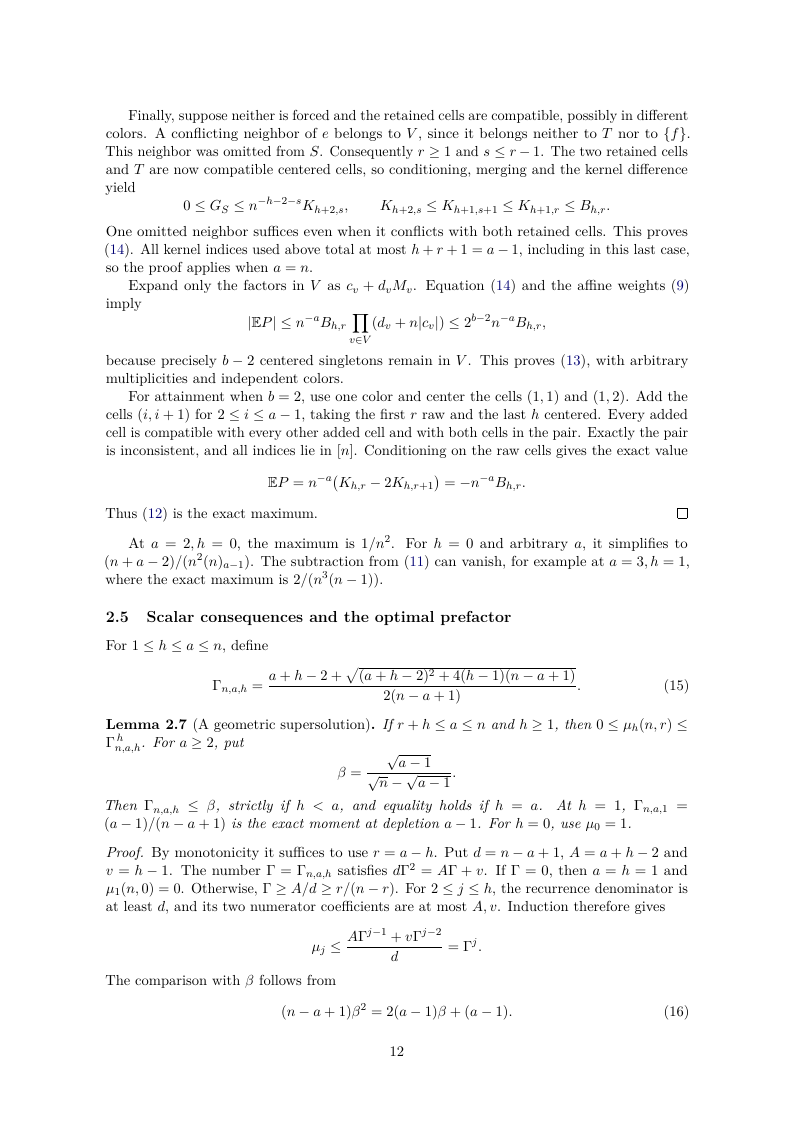 Finally, suppose neither is forced and the retained cells are compatible, possibly in different
colors. A conflicting neighbor of e belongs to V, since it belongs neither to T nor to {f}.
This neighbor was omitted from S. Consequently r ≥ 1 and s ≤ r − 1. The two retained cells
and T are now compatible centered cells, so conditioning, merging and the kernel difference
yield
0 ≤ G_S ≤ n^{−h−2−s}K_{h+2,s}, K_{h+2,s} ≤ K_{h+1,s+1} ≤ K_{h+1,r} ≤ B_{h,r}.
One omitted neighbor suffices even when it conflicts with both retained cells. This proves
(14). All kernel indices used above total at most h + r + 1 = a − 1, including in this last case,
so the proof applies when a = n.
Expand only the factors in V as c_v + d_vM_v. Equation (14) and the affine weights (9)
imply
|𝔼P| ≤ n^{−a}B_{h,r} ∏_{v∈V} (d_v + n|c_v|) ≤ 2^{b−2}n^{−a}B_{h,r},
because precisely b − 2 centered singletons remain in V. This proves (13), with arbitrary
multiplicities and independent colors.
For attainment when b = 2, use one color and center the cells (1, 1) and (1, 2). Add the
cells (i, i + 1) for 2 ≤ i ≤ a − 1, taking the first r raw and the last h centered. Every added
cell is compatible with every other added cell and with both cells in the pair. Exactly the pair
is inconsistent, and all indices lie in [n]. Conditioning on the raw cells gives the exact value
𝔼P = n^{−a}(K_{h,r} − 2K_{h,r+1}) = −n^{−a}B_{h,r}.
Thus (12) is the exact maximum. □
At a = 2, h = 0, the maximum is 1/n². For h = 0 and arbitrary a, it simplifies to
(n + a − 2)/(n²(n)_{a−1}). The subtraction from (11) can vanish, for example at a = 3, h = 1,
where the exact maximum is 2/(n³(n − 1)).
2.5 Scalar consequences and the optimal prefactor
For 1 ≤ h ≤ a ≤ n, define
Γ_{n,a,h} = (a + h − 2 + √((a + h − 2)² + 4(h − 1)(n − a + 1))) / (2(n − a + 1)). (15)
Lemma 2.7 (A geometric supersolution). If r + h ≤ a ≤ n and h ≥ 1, then 0 ≤ μ_h(n, r) ≤
Γ^h_{n,a,h}. For a ≥ 2, put
β = √(a − 1) / (√n − √(a − 1)).
Then Γ_{n,a,h} ≤ β, strictly if h < a, and equality holds if h = a. At h = 1, Γ_{n,a,1} =
(a − 1)/(n − a + 1) is the exact moment at depletion a − 1. For h = 0, use μ_0 = 1.
Proof. By monotonicity it suffices to use r = a − h. Put d = n − a + 1, A = a + h − 2 and
v = h − 1. The number Γ = Γ_{n,a,h} satisfies dΓ² = AΓ + v. If Γ = 0, then a = h = 1 and
μ_1(n, 0) = 0. Otherwise, Γ ≥ A/d ≥ r/(n − r). For 2 ≤ j ≤ h, the recurrence denominator is
at least d, and its two numerator coefficients are at most A, v. Induction therefore gives
μ_j ≤ (AΓ^{j−1} + vΓ^{j−2}) / d = Γ^j.
The comparison with β follows from
(n − a + 1)β² = 2(a − 1)β + (a − 1). (16)
12